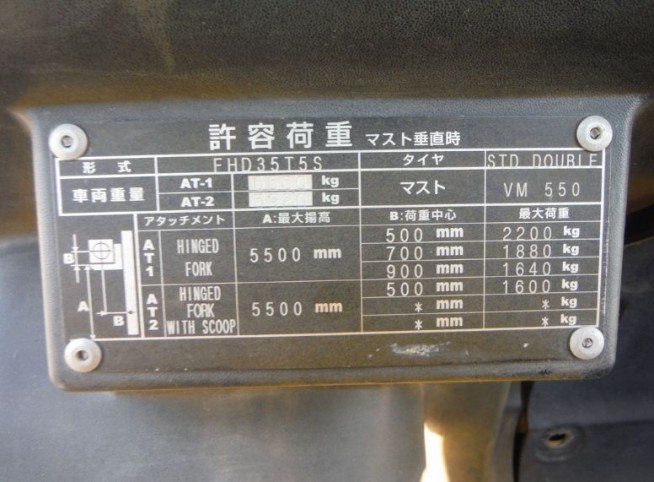 許容荷重 マスト垂直時
形式 FHD35T5S タイヤ STD DOUBLE
車両重量 AT-1 kg マスト VM 550
AT-2 kg
アタッチメント A:最大揚高 B:荷重中心 最大荷重
AT1 HINGED FORK 5500 mm 500 mm 2200 kg
700 mm 1880 kg
900 mm 1640 kg
AT2 HINGED FORK WITH SCOOP 5500 mm 500 mm 1600 kg
* mm * kg
* mm * kg
B
A
B